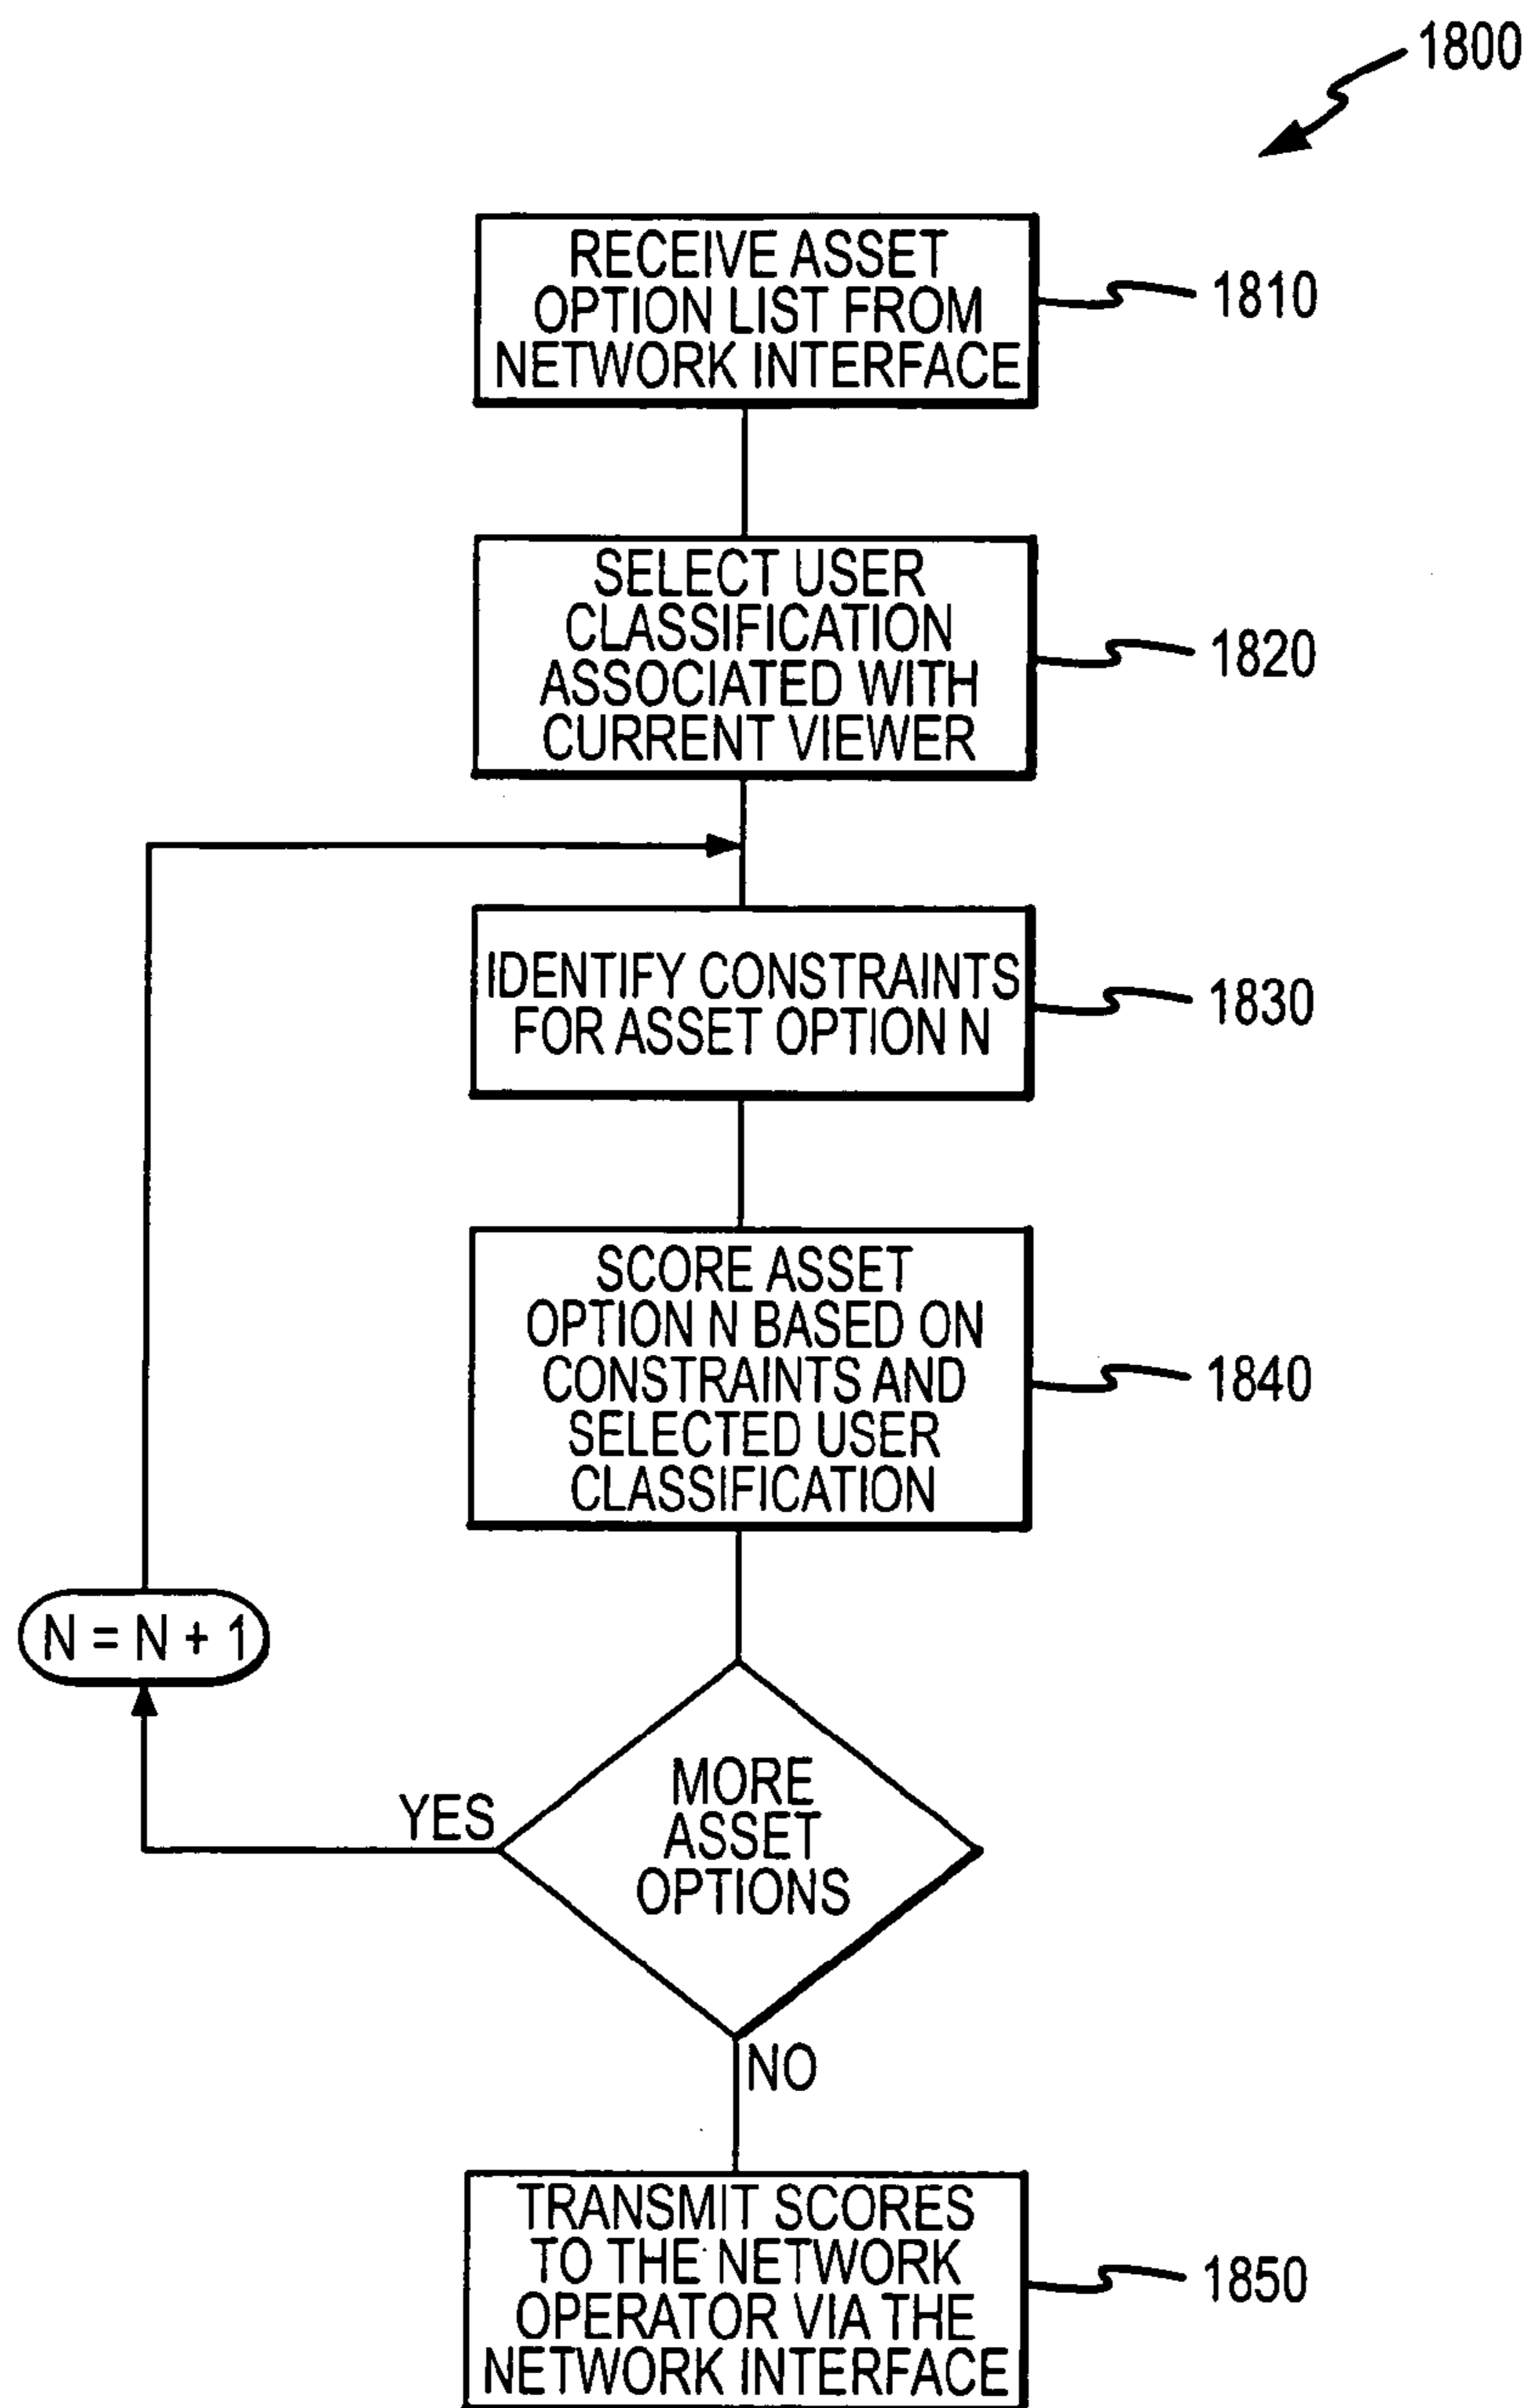 1800
RECEIVE ASSET
OPTION LIST FROM
NETWORK INTERFACE
1810
SELECT USER
CLASSIFICATION
ASSOCIATED WITH
CURRENT VIEWER
1820
IDENTIFY CONSTRAINTS
FOR ASSET OPTION N
1830
SCORE ASSET
OPTION N BASED ON
CONSTRAINTS AND
SELECTED USER
CLASSIFICATION
1840
N = N + 1
YES
MORE
ASSET
OPTIONS
NO
TRANSMIT SCORES
TO THE NETWORK
OPERATOR VIA THE
NETWORK INTERFACE
1850